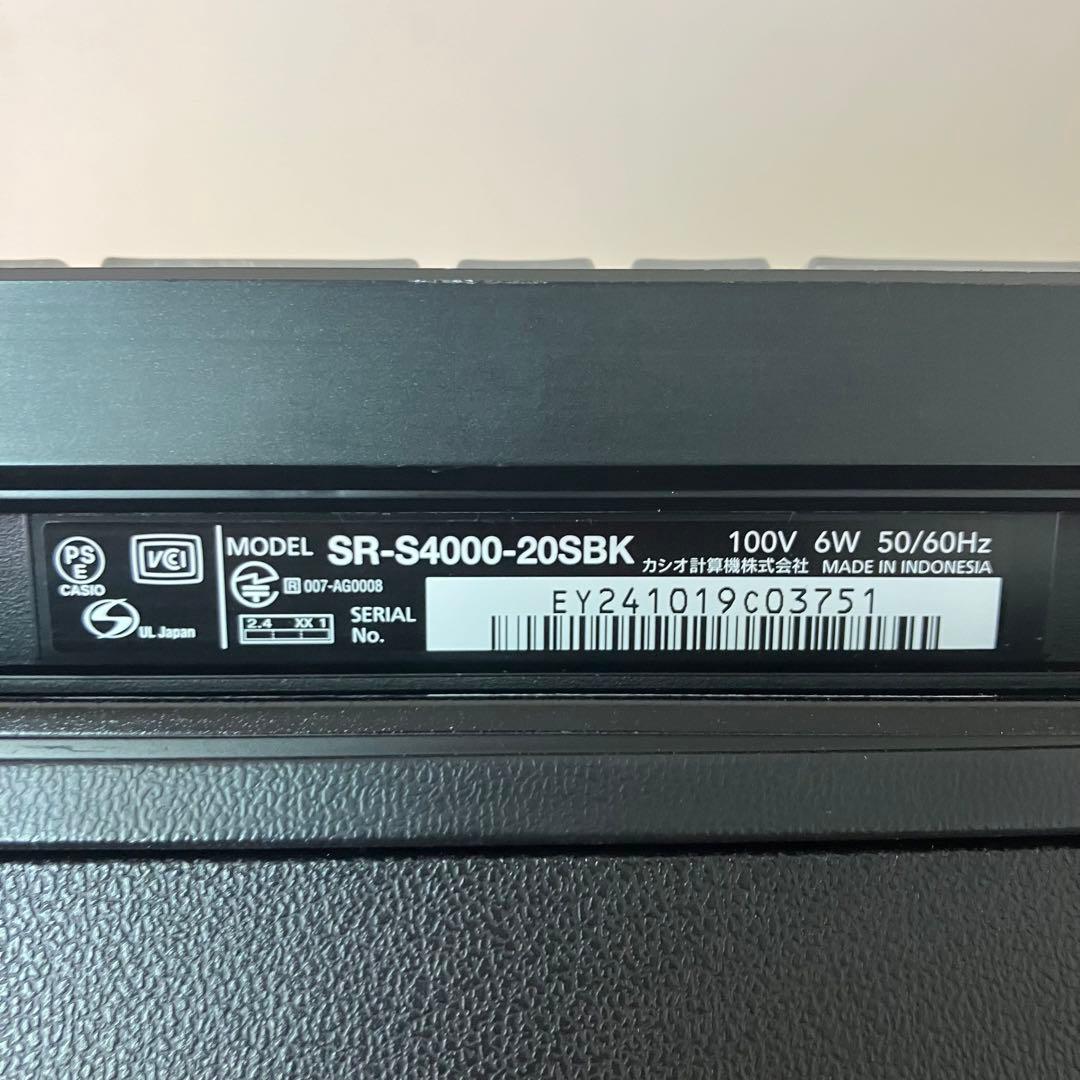 PS
E
CASIO
VCI
UL Japan
MODEL SR-S4000-20SBK 100V 6W 50/60Hz
カシオ計算機株式会社 MADE IN INDONESIA
R 007-AG0008
2.4 XX 1
SERIAL
No.
EY241019C03751